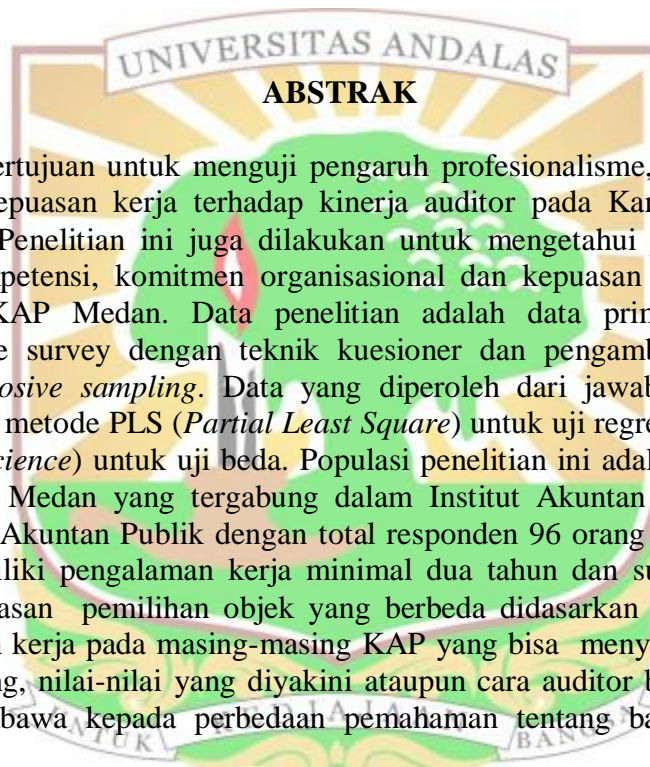 UNIVERSITAS ANDALAS
ABSTRAK
ertujuan untuk menguji pengaruh profesionalisme,
epuasan kerja terhadap kinerja auditor pada Kan
Penelitian ini juga dilakukan untuk mengetahui
petensi, komitmen organisasional dan kepuasan
KAP Medan. Data penelitian adalah data prin
e survey dengan teknik kuesioner dan pengamb
osive sampling. Data yang diperoleh dari jawab
metode PLS (Partial Least Square) untuk uji regre
cience) untuk uji beda. Populasi penelitian ini adal
Medan yang tergabung dalam Institut Akuntan
Akuntan Publik dengan total responden 96 orang
iliki pengalaman kerja minimal dua tahun dan su
asan pemilihan objek yang berbeda didasarkan
kerja pada masing-masing KAP yang bisa meny
ng, nilai-nilai yang diyakini ataupun cara auditor b
bawa kepada perbedaan pemahaman tentang ba
UNTUK BANGSA